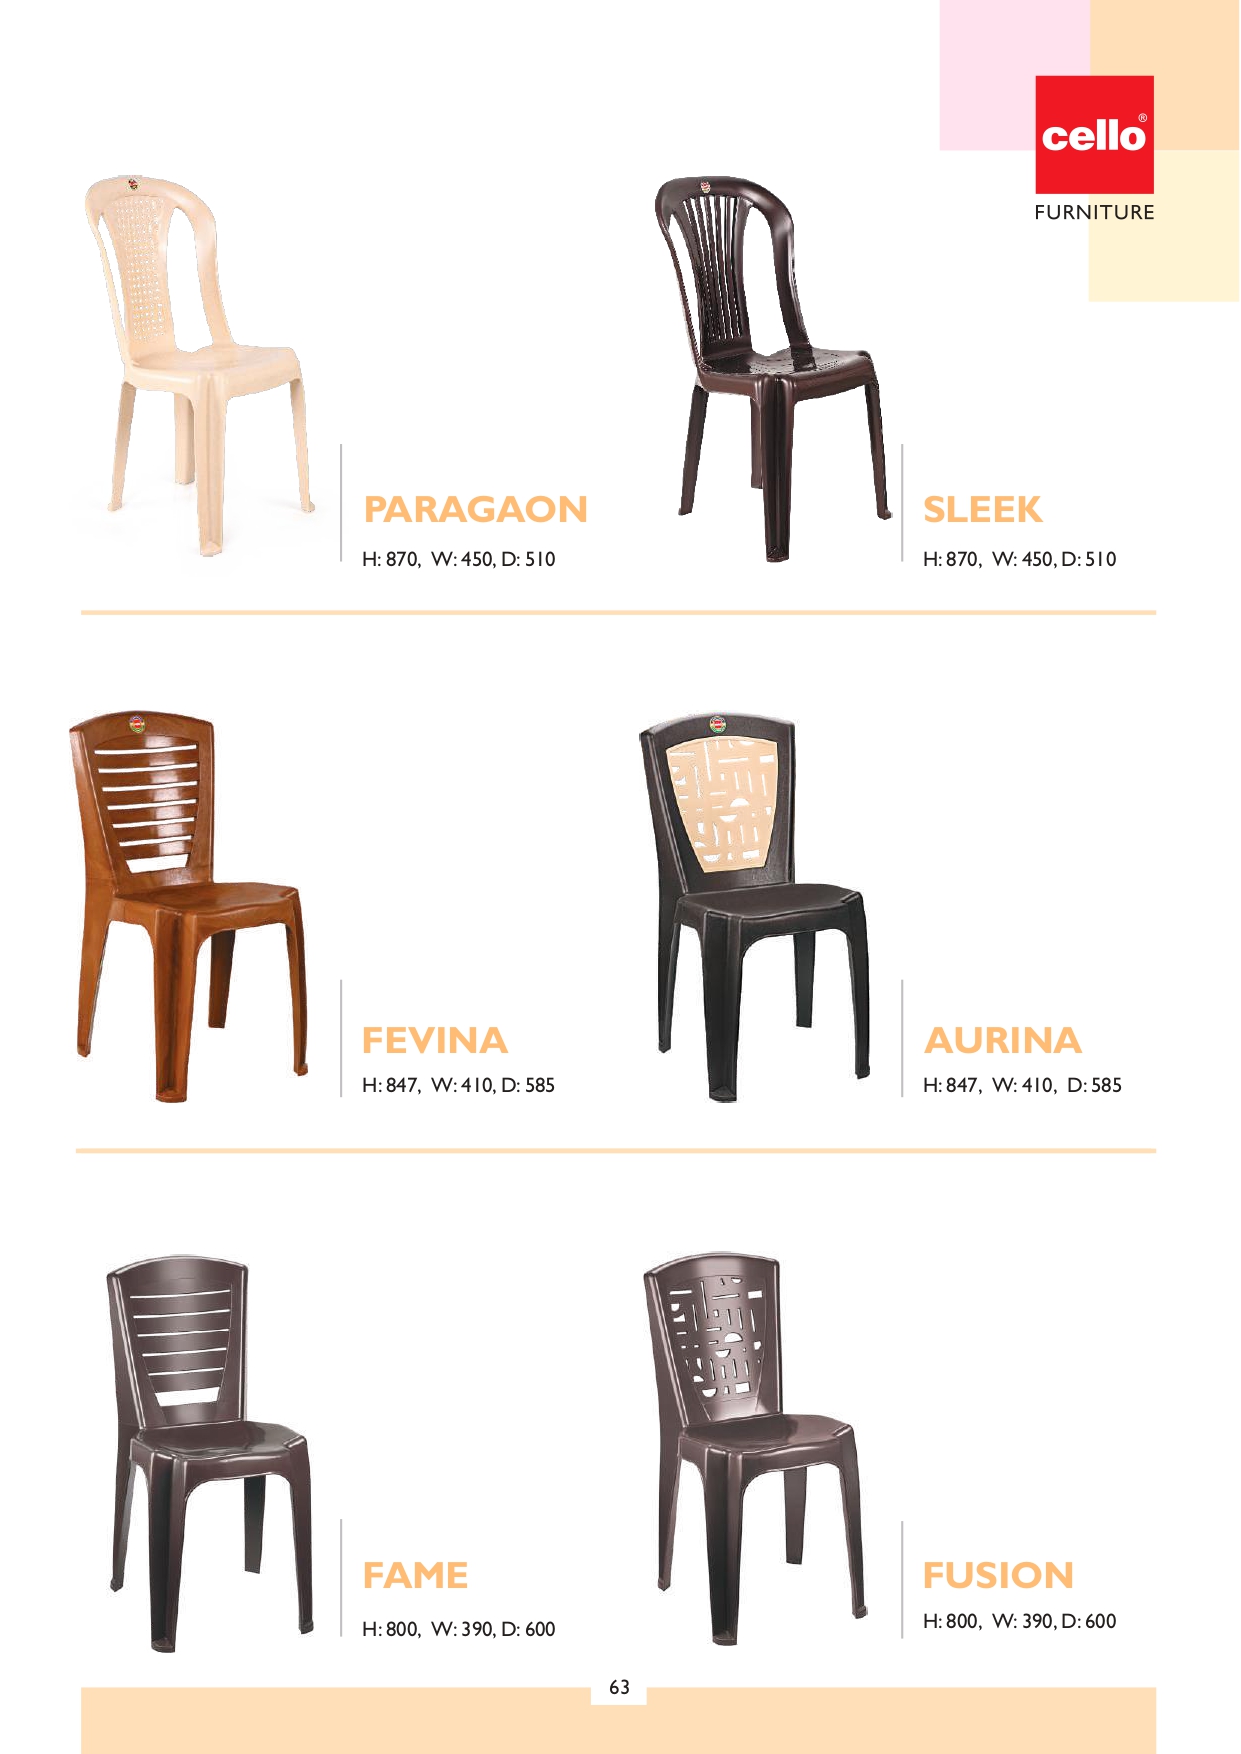 cello®
FURNITURE
PARAGAON
H: 870, W: 450, D: 510
SLEEK
H: 870, W: 450, D: 510
FEVINA
H: 847, W: 410, D: 585
AURINA
H: 847, W: 410, D: 585
FAME
H: 800, W: 390, D: 600
FUSION
H: 800, W: 390, D: 600
63